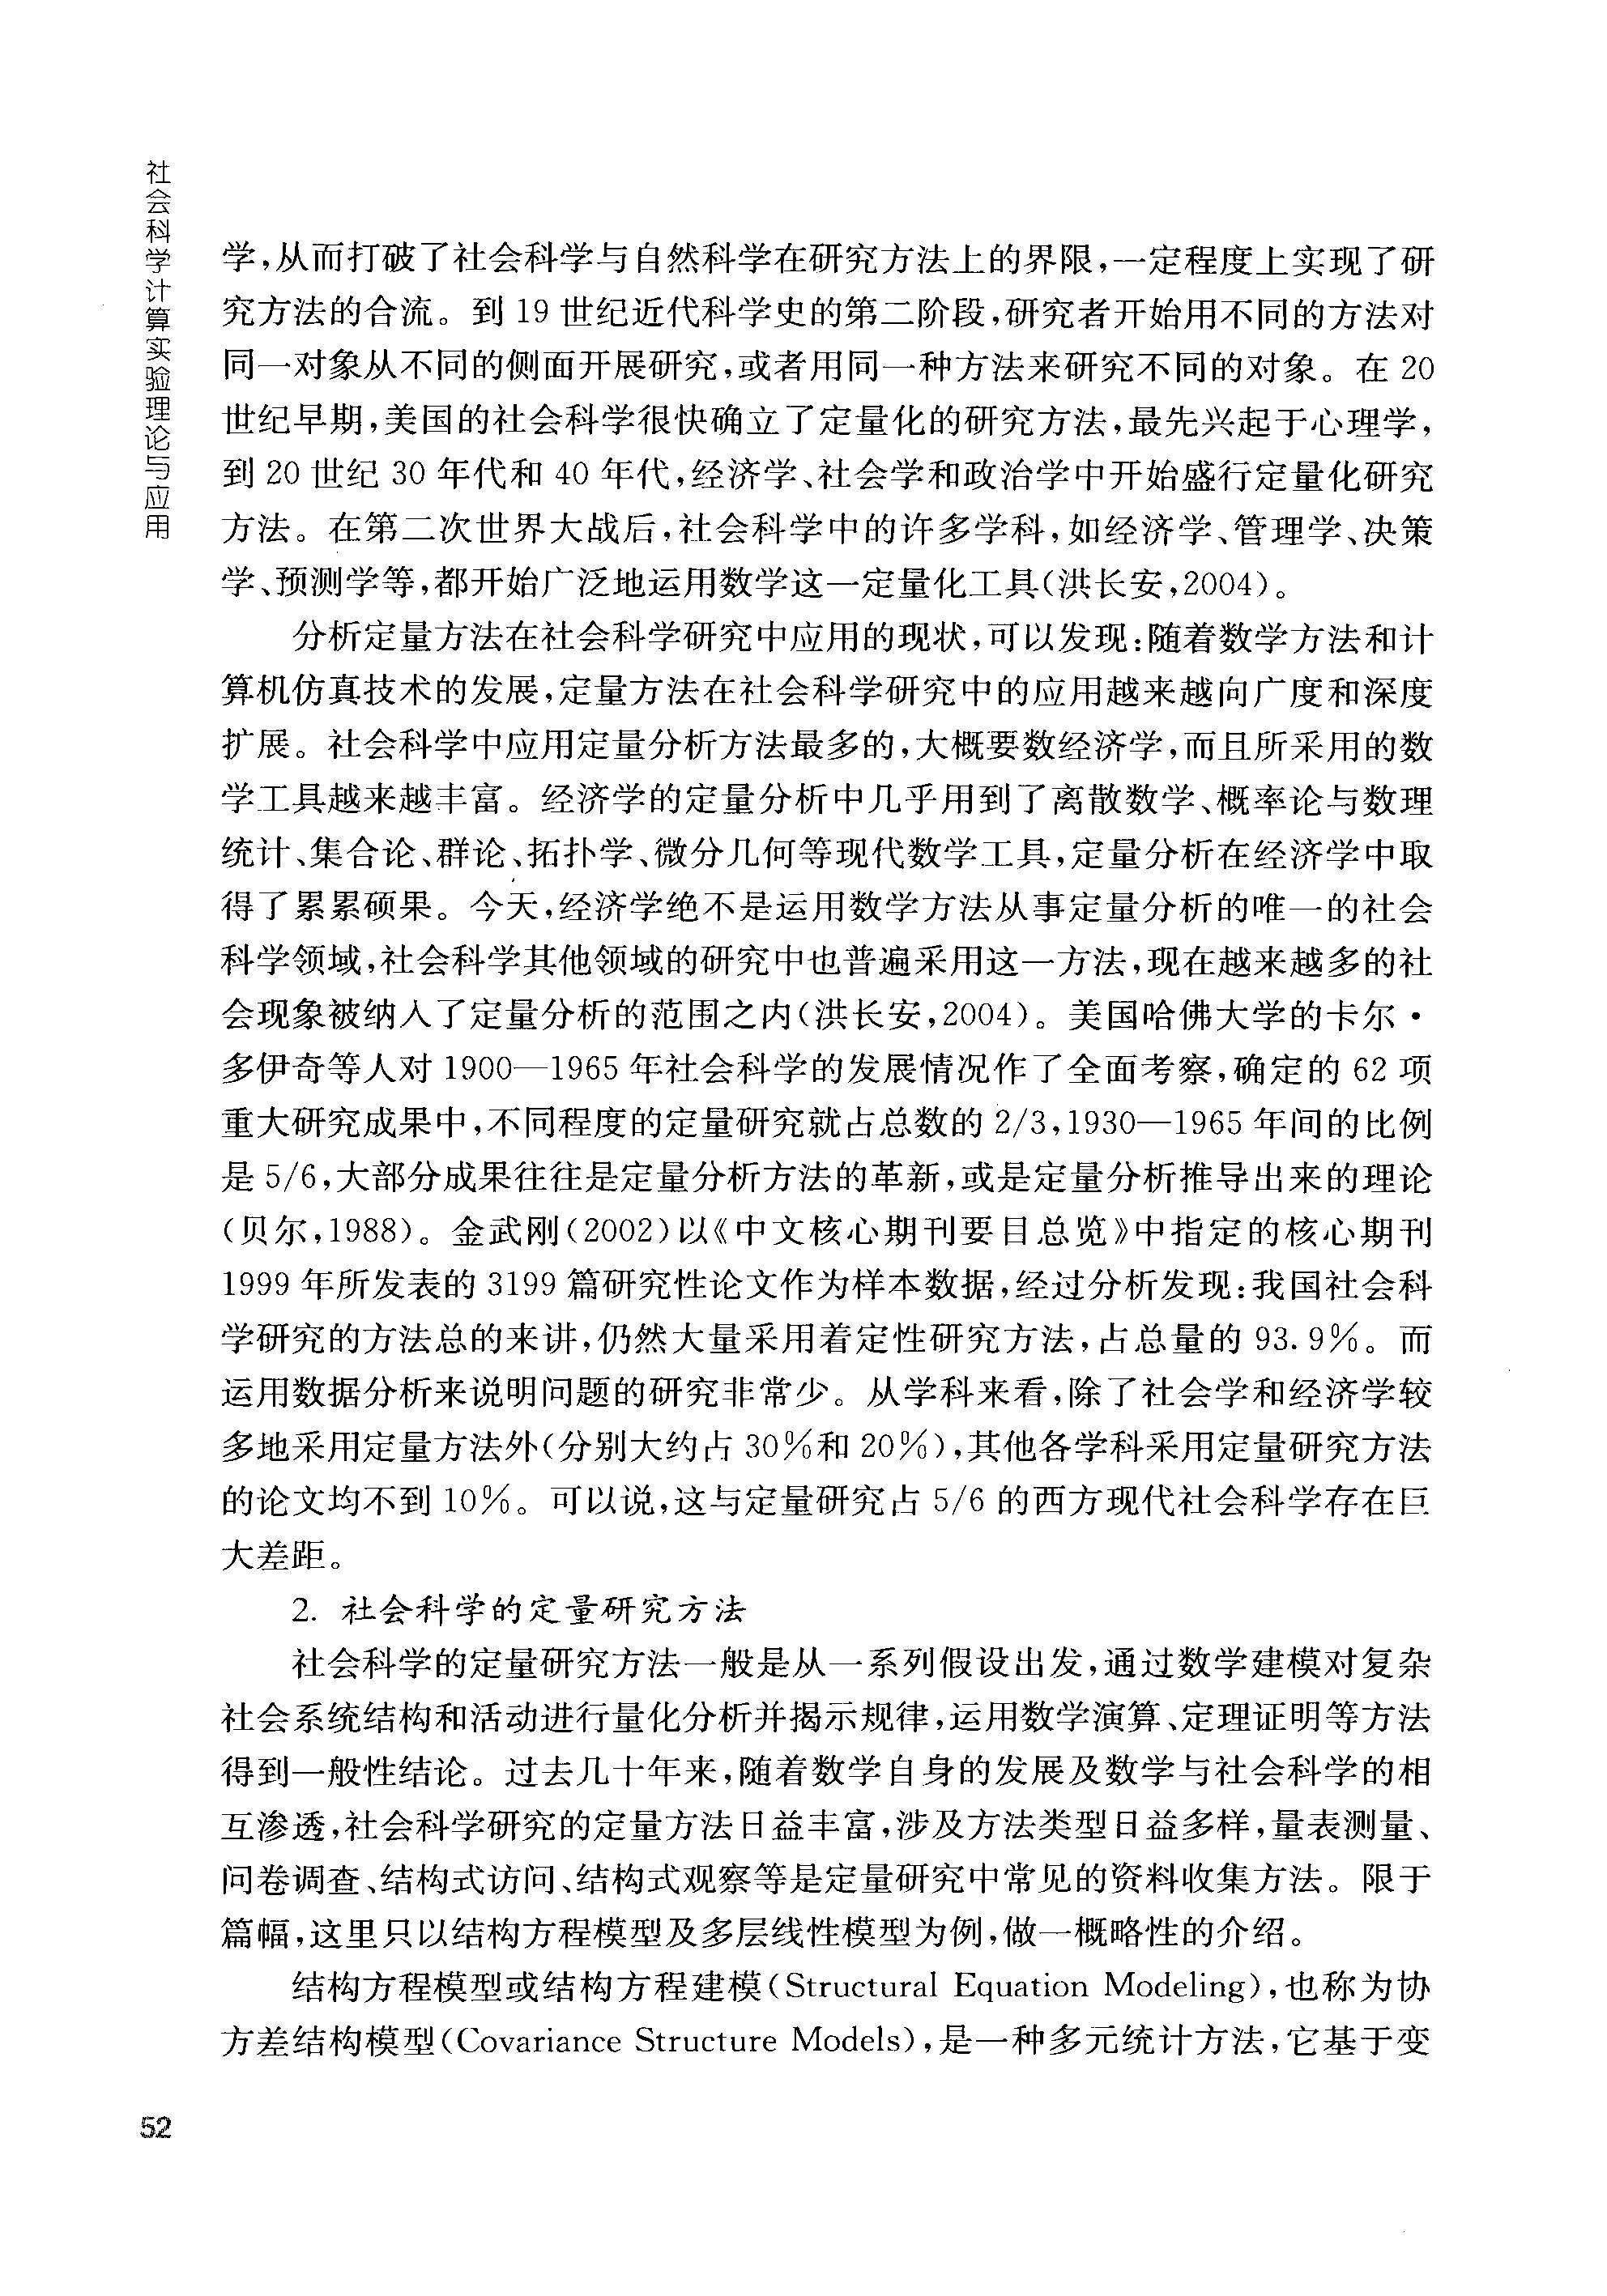 社会科学计算实验理论与应用
学,从而打破了社会科学与自然科学在研究方法上的界限,一定程度上实现了研
究方法的合流。到 19 世纪近代科学史的第二阶段,研究者开始用不同的方法对
同一对象从不同的侧面开展研究,或者用同一种方法来研究不同的对象。在 20
世纪早期,美国的社会科学很快确立了定量化的研究方法,最先兴起于心理学,
到 20 世纪 30 年代和 40 年代,经济学、社会学和政治学中开始盛行定量化研究
方法。在第二次世界大战后,社会科学中的许多学科,如经济学、管理学、决策
学、预测学等,都开始广泛地运用数学这一定量化工具(洪长安,2004)。
分析定量方法在社会科学研究中应用的现状,可以发现:随着数学方法和计
算机仿真技术的发展,定量方法在社会科学研究中的应用越来越向广度和深度
扩展。社会科学中应用定量分析方法最多的,大概要数经济学,而且所采用的数
学工具越来越丰富。经济学的定量分析中几乎用到了离散数学、概率论与数理
统计、集合论、群论、拓扑学、微分几何等现代数学工具,定量分析在经济学中取
得了累累硕果。今天,经济学绝不是运用数学方法从事定量分析的唯一的社会
科学领域,社会科学其他领域的研究中也普遍采用这一方法,现在越来越多的社
会现象被纳入了定量分析的范围之内(洪长安,2004)。美国哈佛大学的卡尔·
多伊奇等人对 1900—1965 年社会科学的发展情况作了全面考察,确定的 62 项
重大研究成果中,不同程度的定量研究就占总数的 2/3,1930—1965 年间的比例
是 5/6,大部分成果往往是定量分析方法的革新,或是定量分析推导出来的理论
(贝尔,1988)。金武刚(2002)以《中文核心期刊要目总览》中指定的核心期刊
1999 年所发表的 3199 篇研究性论文作为样本数据,经过分析发现:我国社会科
学研究的方法总的来讲,仍然大量采用着定性研究方法,占总量的 93.9%。而
运用数据分析来说明问题的研究非常少。从学科来看,除了社会学和经济学较
多地采用定量方法外(分别大约占 30%和 20%),其他各学科采用定量研究方法
的论文均不到 10%。可以说,这与定量研究占 5/6 的西方现代社会科学存在巨
大差距。
2. 社会科学的定量研究方法
社会科学的定量研究方法一般是从一系列假设出发,通过数学建模对复杂
社会系统结构和活动进行量化分析并揭示规律,运用数学演算、定理证明等方法
得到一般性结论。过去几十年来,随着数学自身的发展及数学与社会科学的相
互渗透,社会科学研究的定量方法日益丰富,涉及方法类型日益多样,量表测量、
问卷调查、结构式访问、结构式观察等是定量研究中常见的资料收集方法。限于
篇幅,这里只以结构方程模型及多层线性模型为例,做一概略性的介绍。
结构方程模型或结构方程建模(Structural Equation Modeling),也称为协
方差结构模型(Covariance Structure Models),是一种多元统计方法,它基于变
52